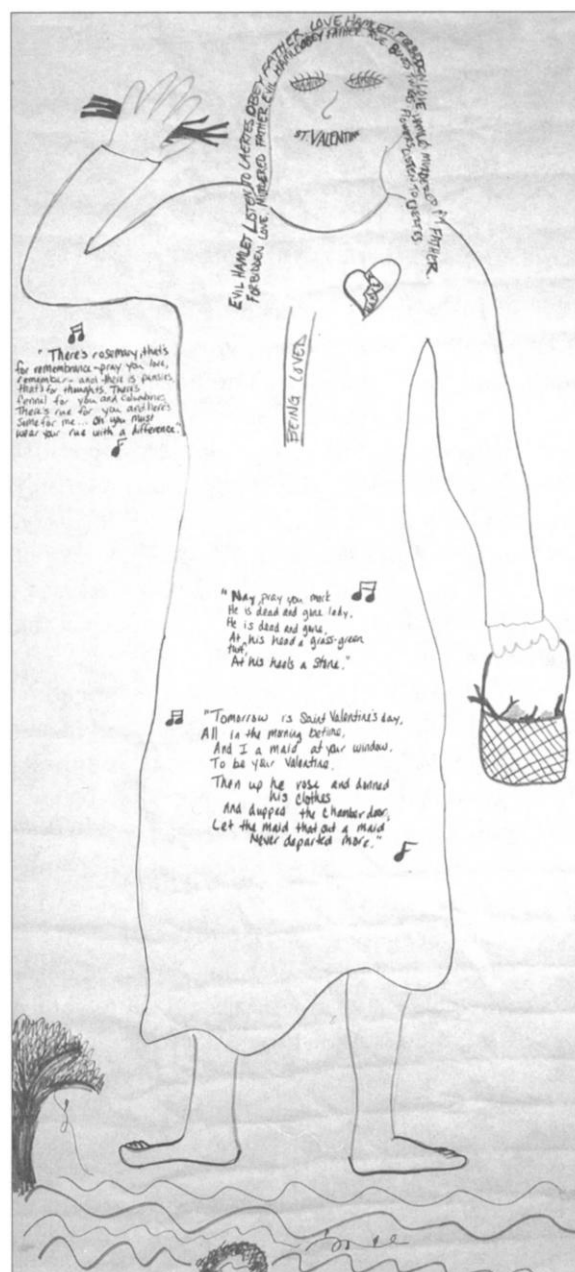 EVIL HAMLET LISTEN TO LAERTES OBEY FATHER, LOVE HAMLET, FORBIDDEN LOVE
FORBIDDEN LOVE, MURDERED FATHER, EVIL HAMLET, OBEY FATHER, TRUE
LISTEN TO LAERTES
FATHER
ST. VALENTINE
BEING LOVED
"There's rosemary, that's
for remembrance - pray you love,
remember - and there is pansies,
that's for thoughts. There's
fennel for you and columbines
There's rue for you and here's
some for me... Oh you must
wear your rue with a difference."
"Nay, pray you mark
He is dead and gone lady,
He is dead and gone,
At his head a grass-green
turf,
At his heels a stone."
"Tomorrow is Saint Valentine's day,
All in the morning betime,
And I a maid at your window,
To be your Valentine.
Then up he rose and donned
his clothes
And dupped the chamber door,
Let the maid that out a maid
Never departed more."